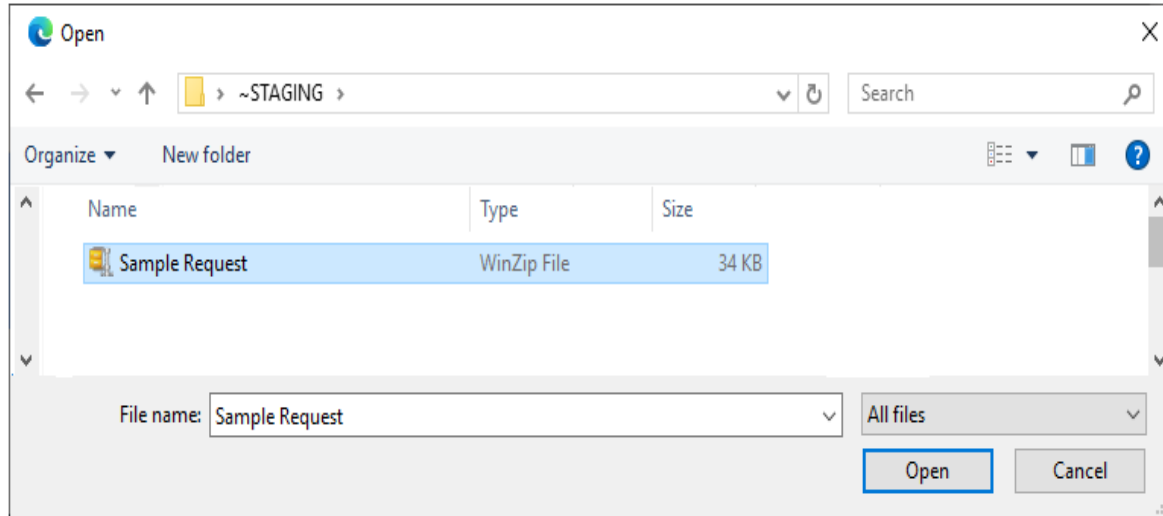 Open
~STAGING
Search
Organize
New folder
?
Name
Type
Size
Sample Request
WinZip File
34 KB
File name:
Sample Request
All files
Open
Cancel